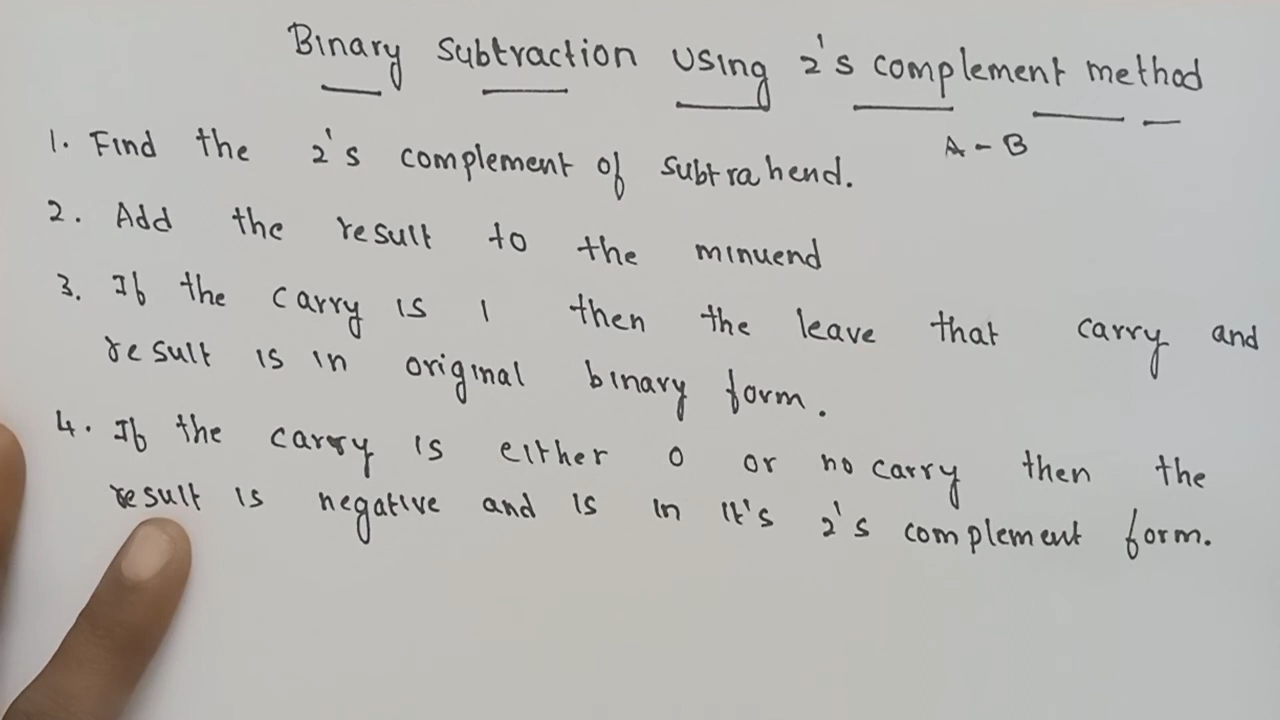 Binary subtraction using 2's complement method
A - B
1. Find the 2's complement of subtrahend.
2. Add the result to the minuend
3. If the carry is 1 then the leave that carry and
result is in original binary form.
4. If the carry is either 0 or no carry then the
result is negative and is in it's 2's complement form.